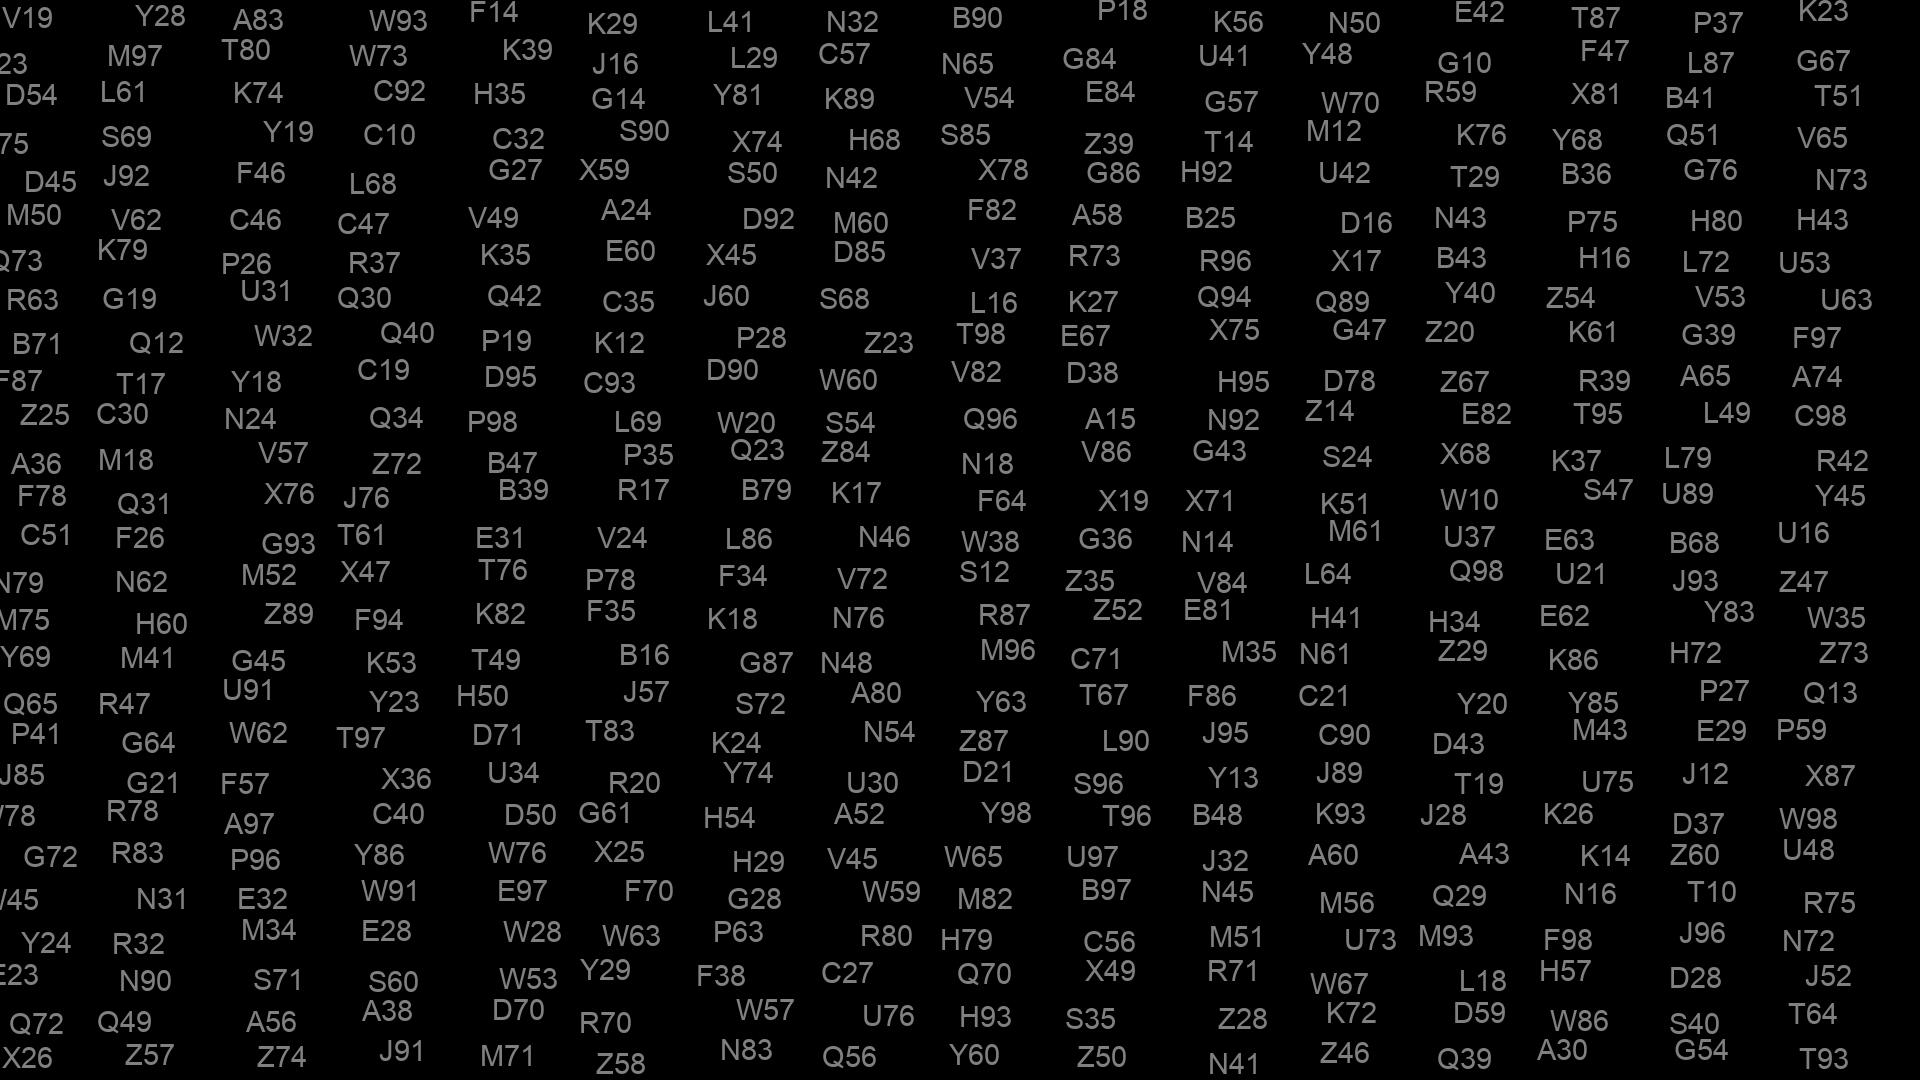 V19 Y28 A83 W93 F14 K29 L41 N32 B90 P18 K56 N50 E42 T87 P37 K23
23 M97 T80 W73 K39 J16 L29 C57 N65 G84 U41 Y48 G10 F47 L87 G67
D54 L61 K74 C92 H35 G14 Y81 K89 V54 E84 G57 W70 R59 X81 B41 T51
75 S69 Y19 C10 C32 S90 X74 H68 S85 Z39 T14 M12 K76 Y68 Q51 V65
D45 J92 F46 L68 G27 X59 S50 N42 X78 G86 H92 U42 T29 B36 G76 N73
M50 V62 C46 C47 V49 A24 D92 M60 F82 A58 B25 D16 N43 P75 H80 H43
Q73 K79 P26 R37 K35 E60 X45 D85 V37 R73 R96 X17 B43 H16 L72 U53
R63 G19 U31 Q30 Q42 C35 J60 S68 L16 K27 Q94 Q89 Y40 Z54 V53 U63
B71 Q12 W32 Q40 P19 K12 P28 Z23 T98 E67 X75 G47 Z20 K61 G39 F97
F87 T17 Y18 C19 D95 C93 D90 W60 V82 D38 H95 D78 Z67 R39 A65 A74
Z25 C30 N24 Q34 P98 L69 W20 S54 Q96 A15 N92 Z14 E82 T95 L49 C98
A36 M18 V57 Z72 B47 P35 Q23 Z84 N18 V86 G43 S24 X68 K37 L79 R42
F78 Q31 X76 J76 B39 R17 B79 K17 F64 X19 X71 K51 W10 S47 U89 Y45
C51 F26 G93 T61 E31 V24 L86 N46 W38 G36 N14 M61 U37 E63 B68 U16
N79 N62 M52 X47 T76 P78 F34 V72 S12 Z35 V84 L64 Q98 U21 J93 Z47
M75 H60 Z89 F94 K82 F35 K18 N76 R87 Z52 E81 H41 H34 E62 Y83 W35
Y69 M41 G45 K53 T49 B16 G87 N48 M96 C71 M35 N61 Z29 K86 H72 Z73
Q65 R47 U91 Y23 H50 J57 S72 A80 Y63 T67 F86 C21 Y20 Y85 P27 Q13
P41 G64 W62 T97 D71 T83 K24 N54 Z87 L90 J95 C90 D43 M43 E29 P59
J85 G21 F57 X36 U34 R20 Y74 U30 D21 S96 Y13 J89 T19 U75 J12 X87
78 R78 A97 C40 D50 G61 H54 A52 Y98 T96 B48 K93 J28 K26 D37 W98
G72 R83 P96 Y86 W76 X25 H29 V45 W65 U97 J32 A60 A43 K14 Z60 U48
45 N31 E32 W91 E97 F70 G28 W59 M82 B97 N45 M56 Q29 N16 T10 R75
Y24 R32 M34 E28 W28 W63 P63 R80 H79 C56 M51 U73 M93 F98 J96 N72
E23 N90 S71 S60 W53 Y29 F38 C27 Q70 X49 R71 W67 L18 H57 D28 J52
Q72 Q49 A56 A38 D70 R70 W57 U76 H93 S35 Z28 K72 D59 W86 S40 T64
X26 Z57 Z74 J91 M71 Z58 N83 Q56 Y60 Z50 N41 Z46 Q39 A30 G54 T93